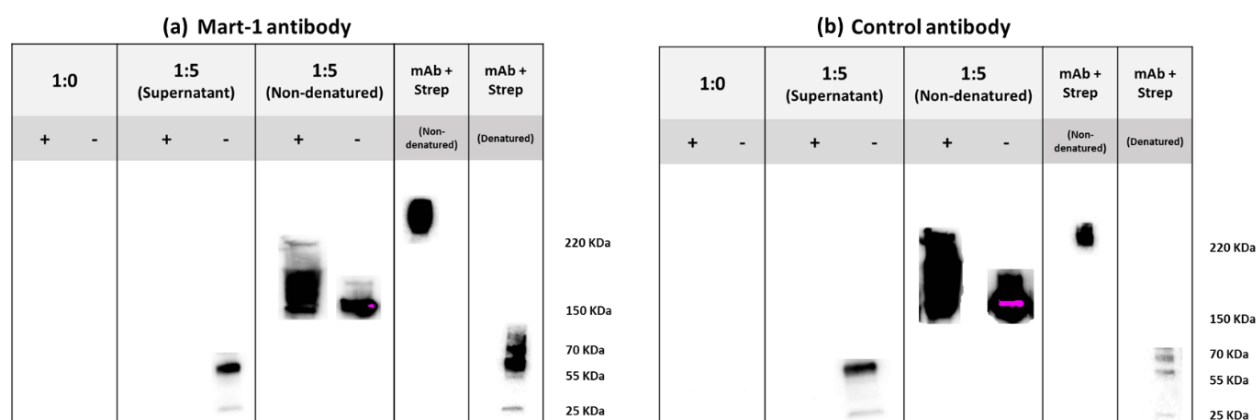 (a) Mart-1 antibody
1:0
1:5
(Supernatant)
1:5
(Non-denatured)
mAb +
Strep
mAb +
Strep
+ - + - + - (Non-
denatured) (Denatured)
220 KDa
150 KDa
70 KDa
55 KDa
25 KDa
(b) Control antibody
1:0
1:5
(Supernatant)
1:5
(Non-denatured)
mAb +
Strep
mAb +
Strep
+ - + - + - (Non-
denatured) (Denatured)
220 KDa
150 KDa
70 KDa
55 KDa
25 KDa